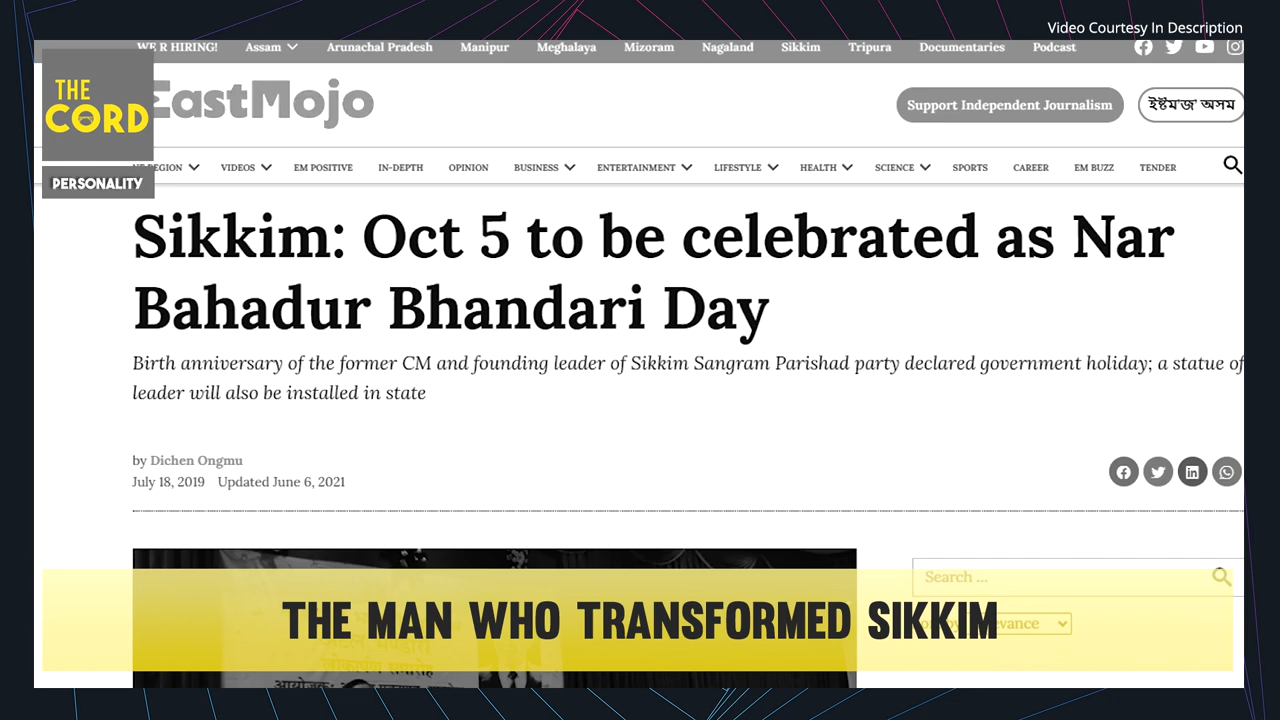 Video Courtesy In Description
WE R HIRING! Assam Arunachal Pradesh Manipur Meghalaya Mizoram Nagaland Sikkim Tripura Documentaries Podcast
THE
CORD
PERSONALITY
EastMojo
Support Independent Journalism
ইষ্টম'জ' অসম
REGION VIDEOS EM POSITIVE IN-DEPTH OPINION BUSINESS ENTERTAINMENT LIFESTYLE HEALTH SCIENCE SPORTS CAREER EM BUZZ TENDER
Sikkim: Oct 5 to be celebrated as Nar
Bahadur Bhandari Day
Birth anniversary of the former CM and founding leader of Sikkim Sangram Parishad party declared government holiday; a statue of
leader will also be installed in state
by Dichen Ongmu
July 18, 2019 Updated June 6, 2021
Search ...
THE MAN WHO TRANSFORMED SIKKIM
लोकार्पण समारोह